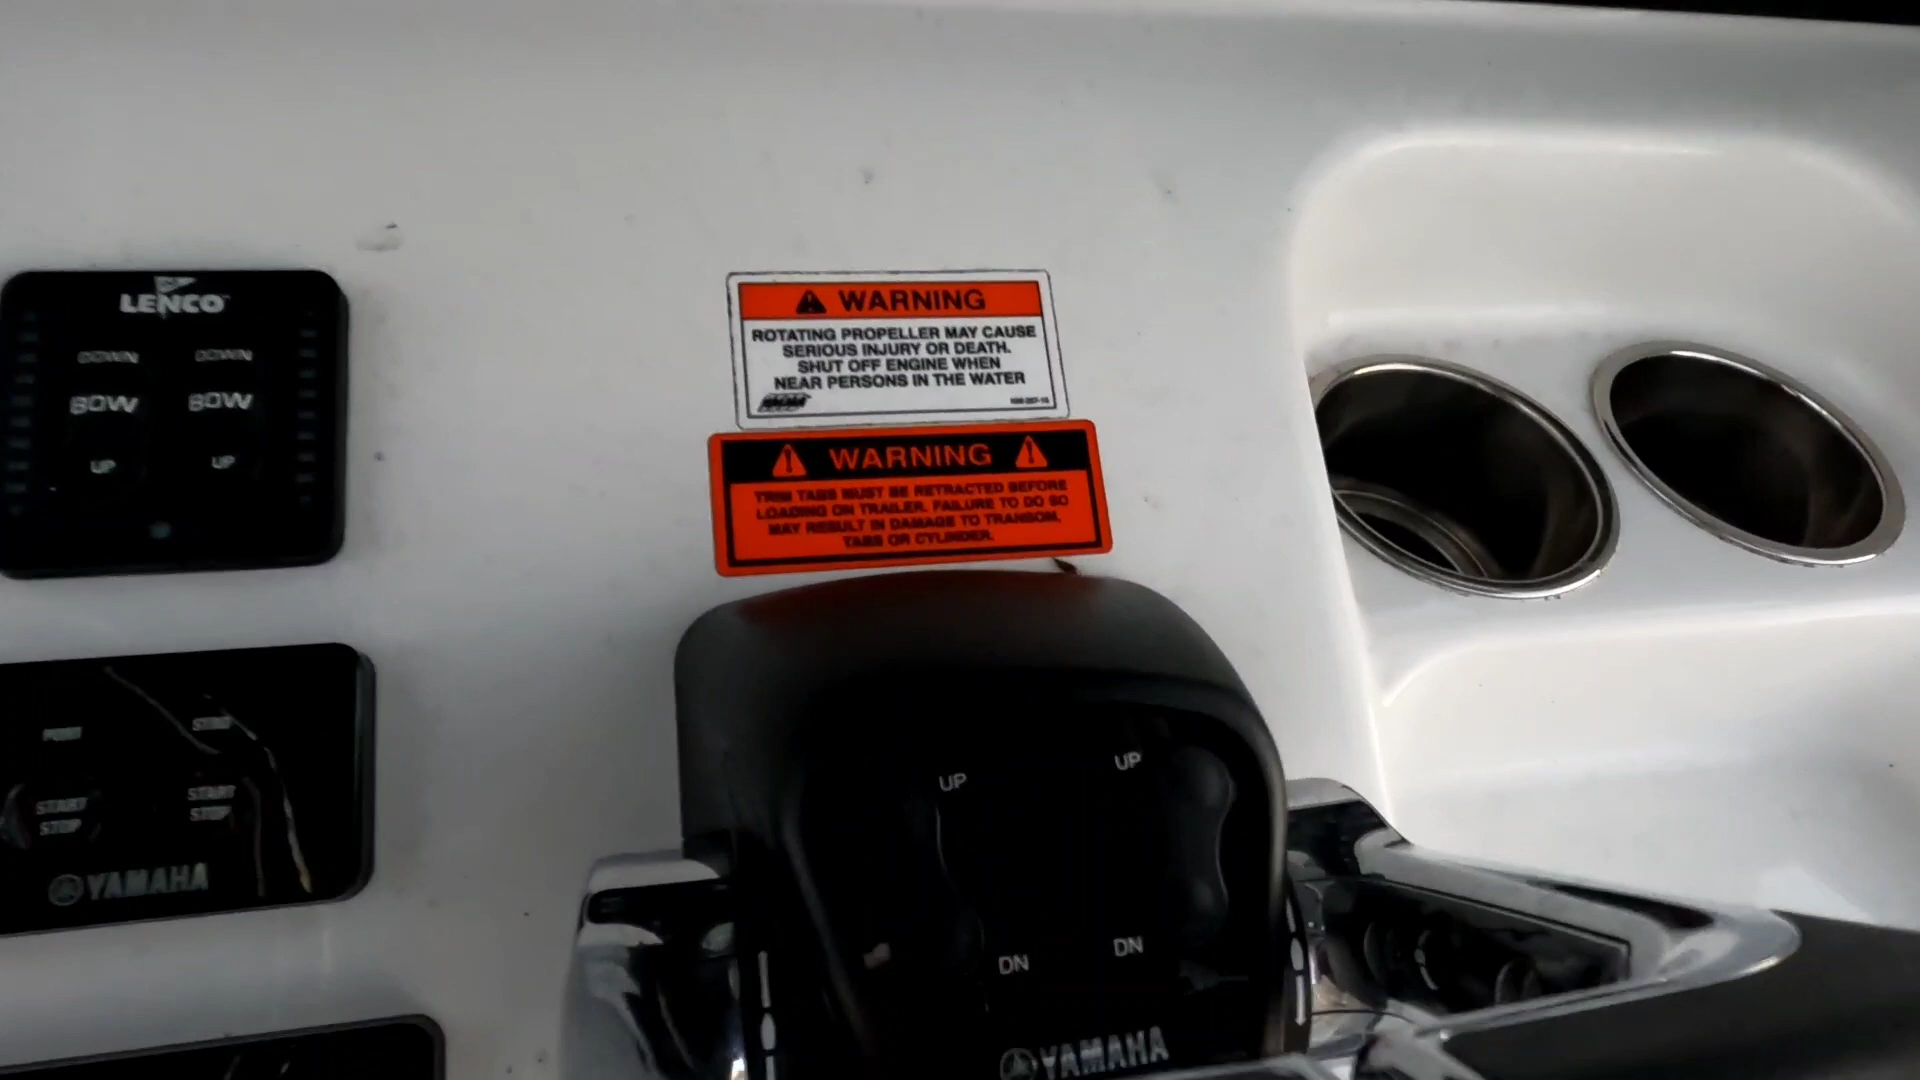 LENCO
DOWN DOWN
BOW BOW
UP UP
WARNING
ROTATING PROPELLER MAY CAUSE
SERIOUS INJURY OR DEATH.
SHUT OFF ENGINE WHEN
NEAR PERSONS IN THE WATER
WARNING
TRIM TABS MUST BE RETRACTED BEFORE
LOADING ON TRAILER. FAILURE TO DO SO
MAY RESULT IN DAMAGE TO TRANSOM,
TABS OR CYLINDER.
PORT STBD
START START
STOP STOP
YAMAHA
UP UP
DN DN
YAMAHA